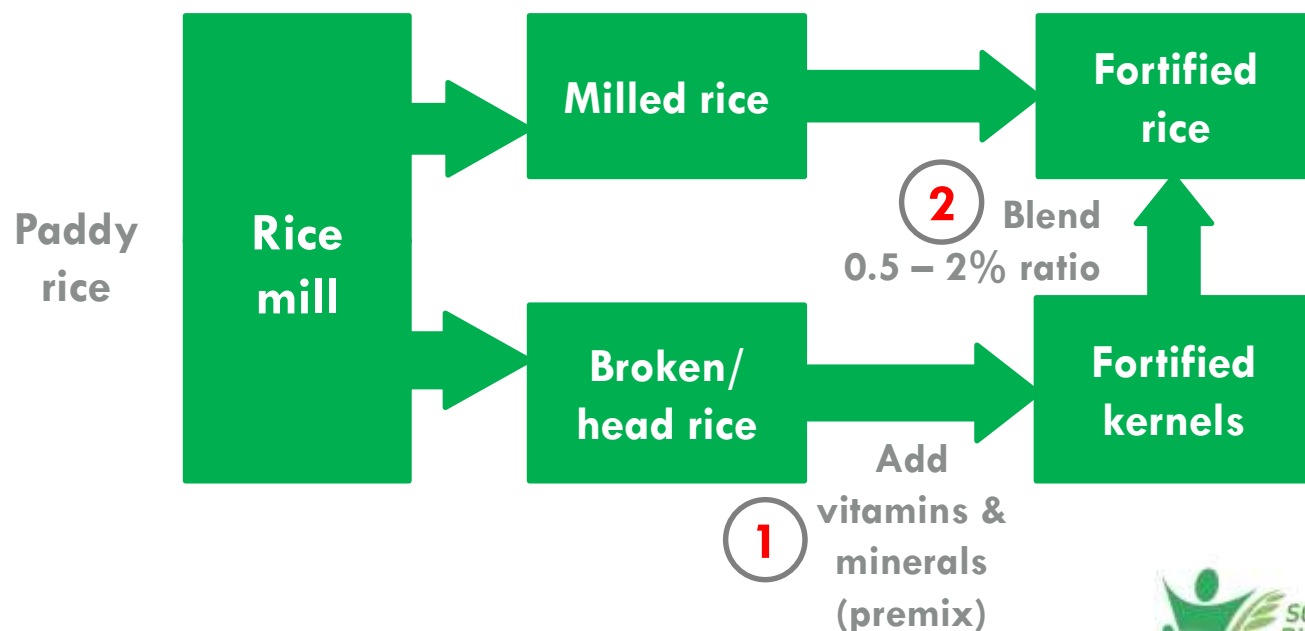 Paddy
rice
Rice
mill
Milled rice
Fortified
rice
2
Blend
0.5 – 2% ratio
Broken/
head rice
Fortified
kernels
1
Add
vitamins &
minerals
(premix)